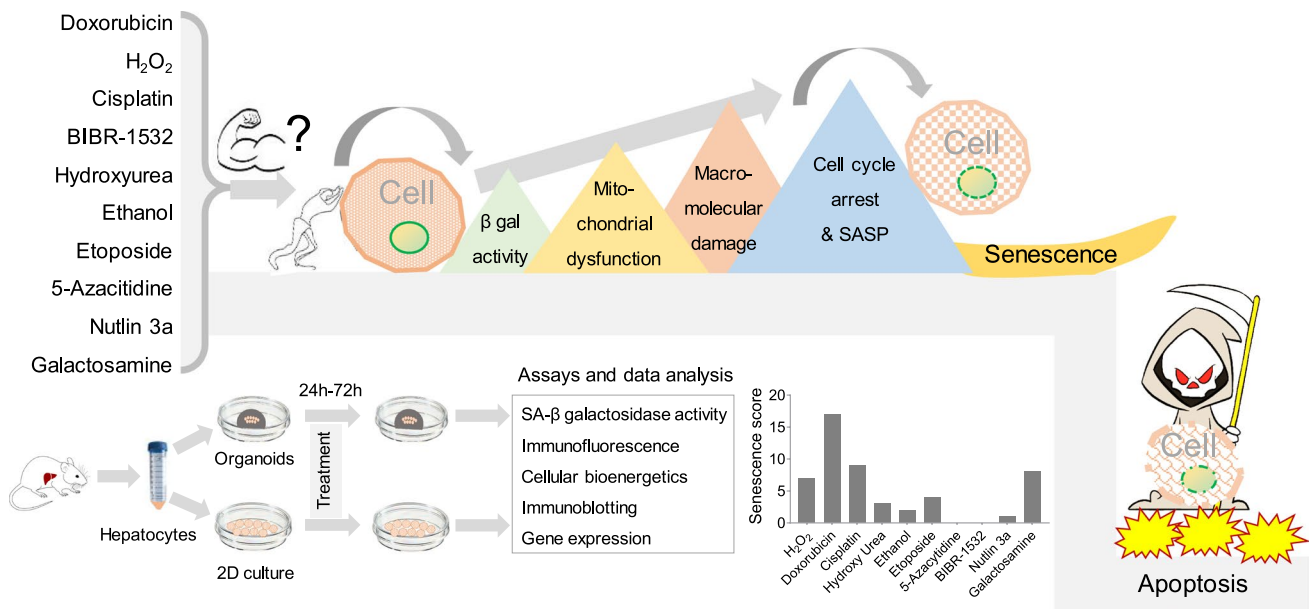 Doxorubicin
H₂O₂
Cisplatin
BIBR-1532
Hydroxyurea
Ethanol
Etoposide
5-Azacitidine
Nutlin 3a
Galactosamine
?
Cell
β gal
activity
Mito-
chondrial
dysfunction
Macro-
molecular
damage
Cell cycle
arrest
& SASP
Cell
Senescence
Hepatocytes
Organoids
2D culture
24h-72h
Treatment
Assays and data analysis
SA-β galactosidase activity
Immunofluorescence
Cellular bioenergetics
Immunoblotting
Gene expression
Senescence score
20
15
10
5
0
H₂O₂
Doxorubicin
Cisplatin
Hydroxy Urea
Ethanol
Etoposide
5-Azacytidine
BIBR-1532
Nutlin 3a
Galactosamine
Cell
Apoptosis